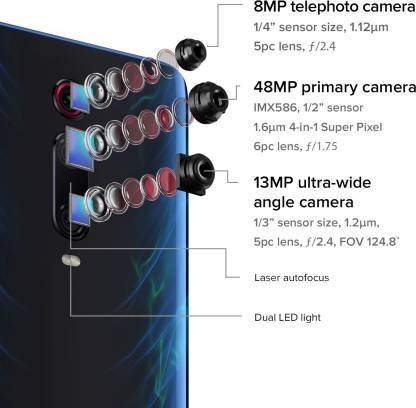 8MP telephoto camera
1/4” sensor size, 1.12μm
5pc lens, ƒ/2.4
48MP primary camera
IMX586, 1/2” sensor
1.6μm 4-in-1 Super Pixel
6pc lens, ƒ/1.75
13MP ultra-wide
angle camera
1/3” sensor size, 1.2μm,
5pc lens, ƒ/2.4, FOV 124.8°
Laser autofocus
Dual LED light